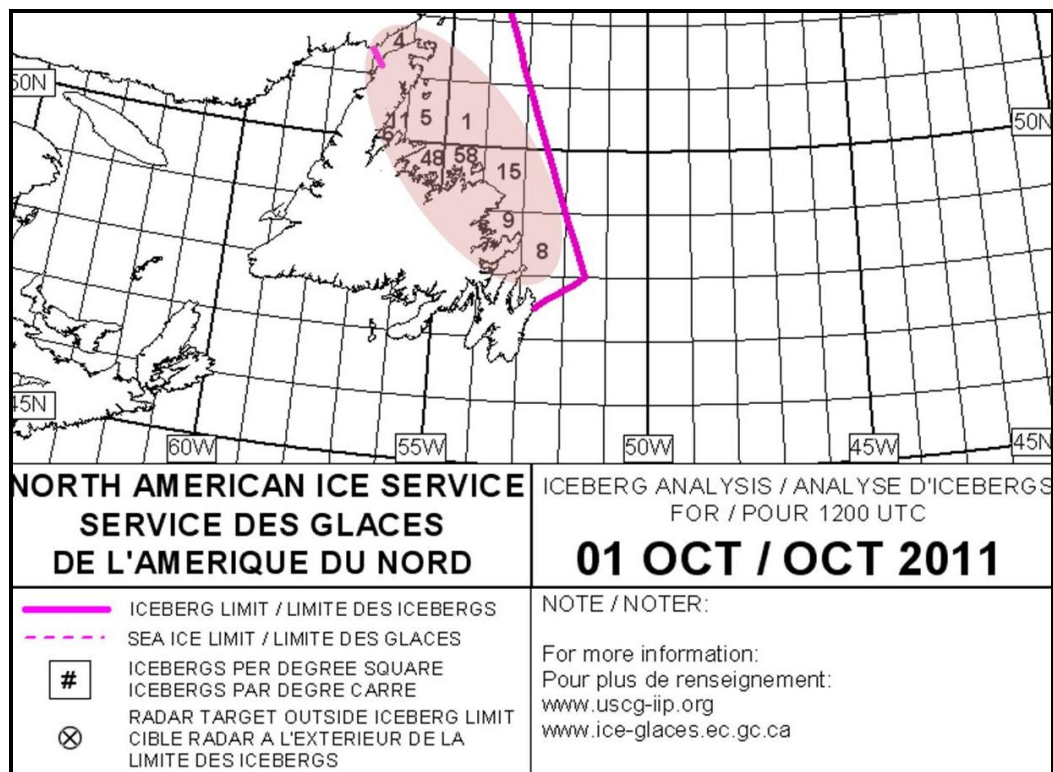 4
50N
11
5
1
50N
6
48
58
15
9
8
45N
60W
55W
50W
45W
45N
NORTH AMERICAN ICE SERVICE
SERVICE DES GLACES
DE L'AMERIQUE DU NORD
ICEBERG ANALYSIS / ANALYSE D'ICEBERGS
FOR / POUR 1200 UTC
01 OCT / OCT 2011
ICEBERG LIMIT / LIMITE DES ICEBERGS
SEA ICE LIMIT / LIMITE DES GLACES
#
ICEBERGS PER DEGREE SQUARE
ICEBERGS PAR DEGRE CARRE
RADAR TARGET OUTSIDE ICEBERG LIMIT
CIBLE RADAR A L'EXTERIEUR DE LA
LIMITE DES ICEBERGS
NOTE / NOTER:
For more information:
Pour plus de renseignement:
www.uscg-iip.org
www.ice-glaces.ec.gc.ca